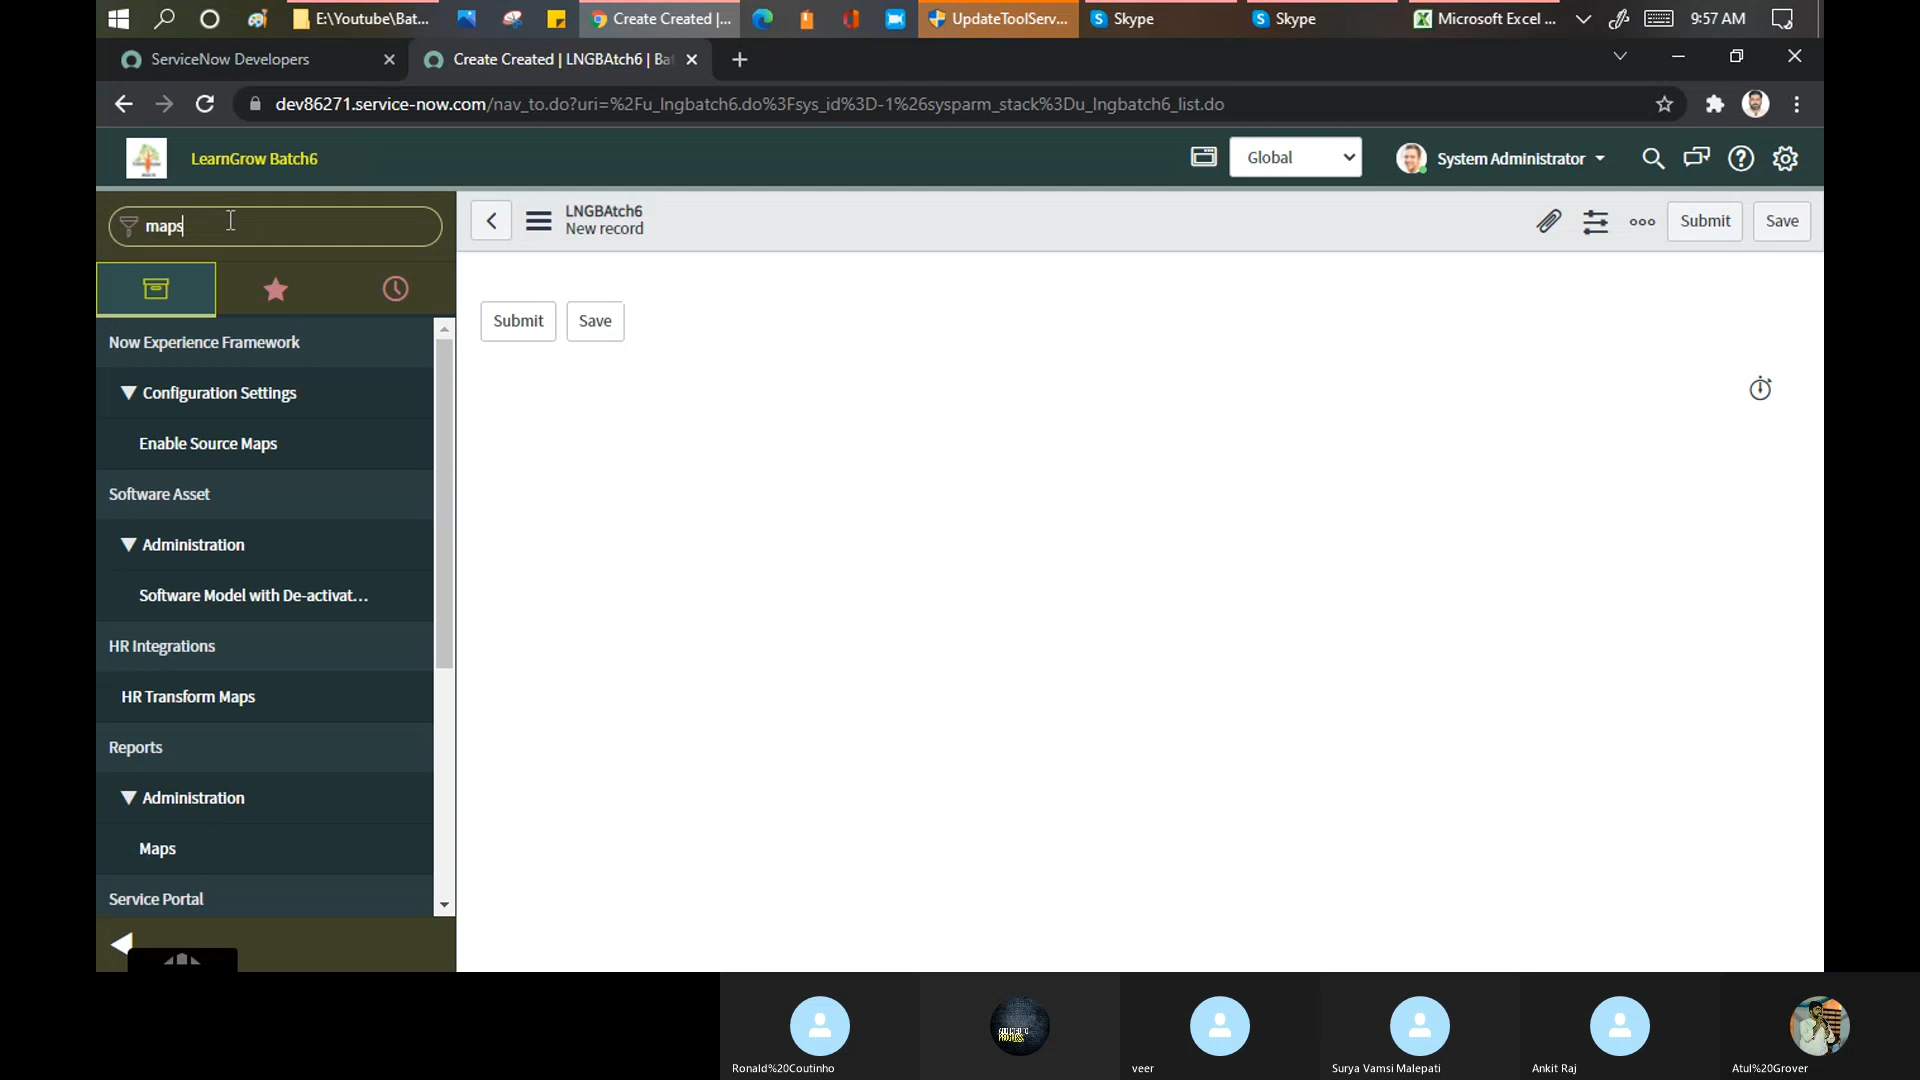 E:\Youtube\Bat...
Create Created |...
UpdateToolServ...
Skype
Skype
Microsoft Excel ...
9:57 AM
ServiceNow Developers
Create Created | LNGBAtch6 | Ba
dev86271.service-now.com/nav_to.do?uri=%2Fu_lngbatch6.do%3Fsys_id%3D-1%26sysparm_stack%3Du_lngbatch6_list.do
LearnGrow Batch6
Global
System Administrator
maps
LNGBAtch6
New record
Submit
Save
Submit
Save
Now Experience Framework
Configuration Settings
Enable Source Maps
Software Asset
Administration
Software Model with De-activat...
HR Integrations
HR Transform Maps
Reports
Administration
Maps
Service Portal
Ronald%20Coutinho
veer
Surya Vamsi Malepati
Ankit Raj
Atul%20Grover